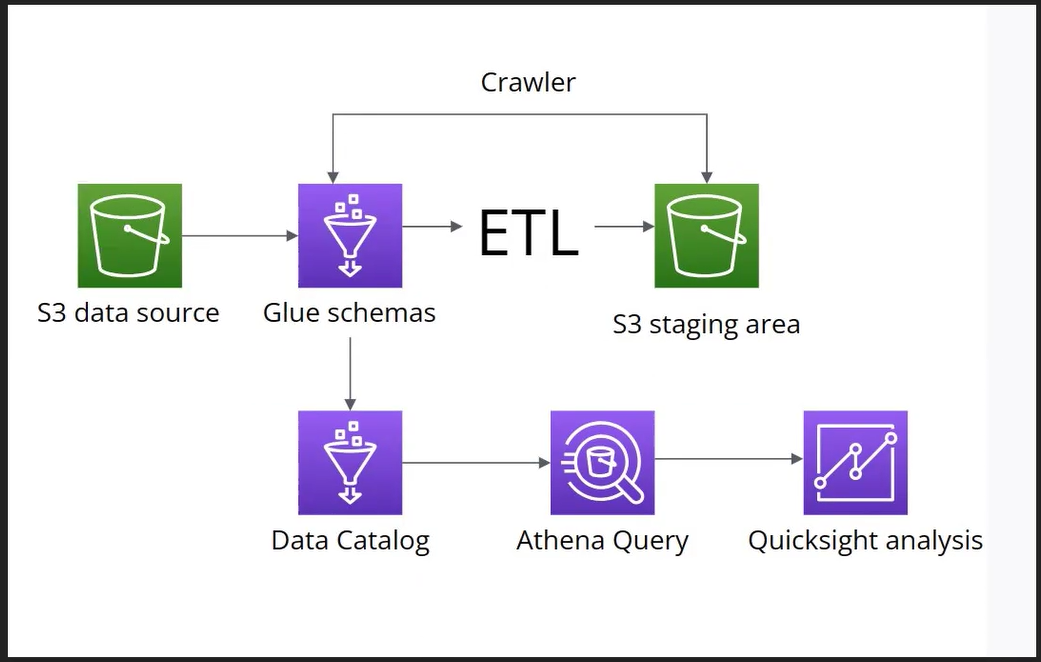 Crawler
ETL
S3 data source
Glue schemas
S3 staging area
Data Catalog
Athena Query
Quicksight analysis